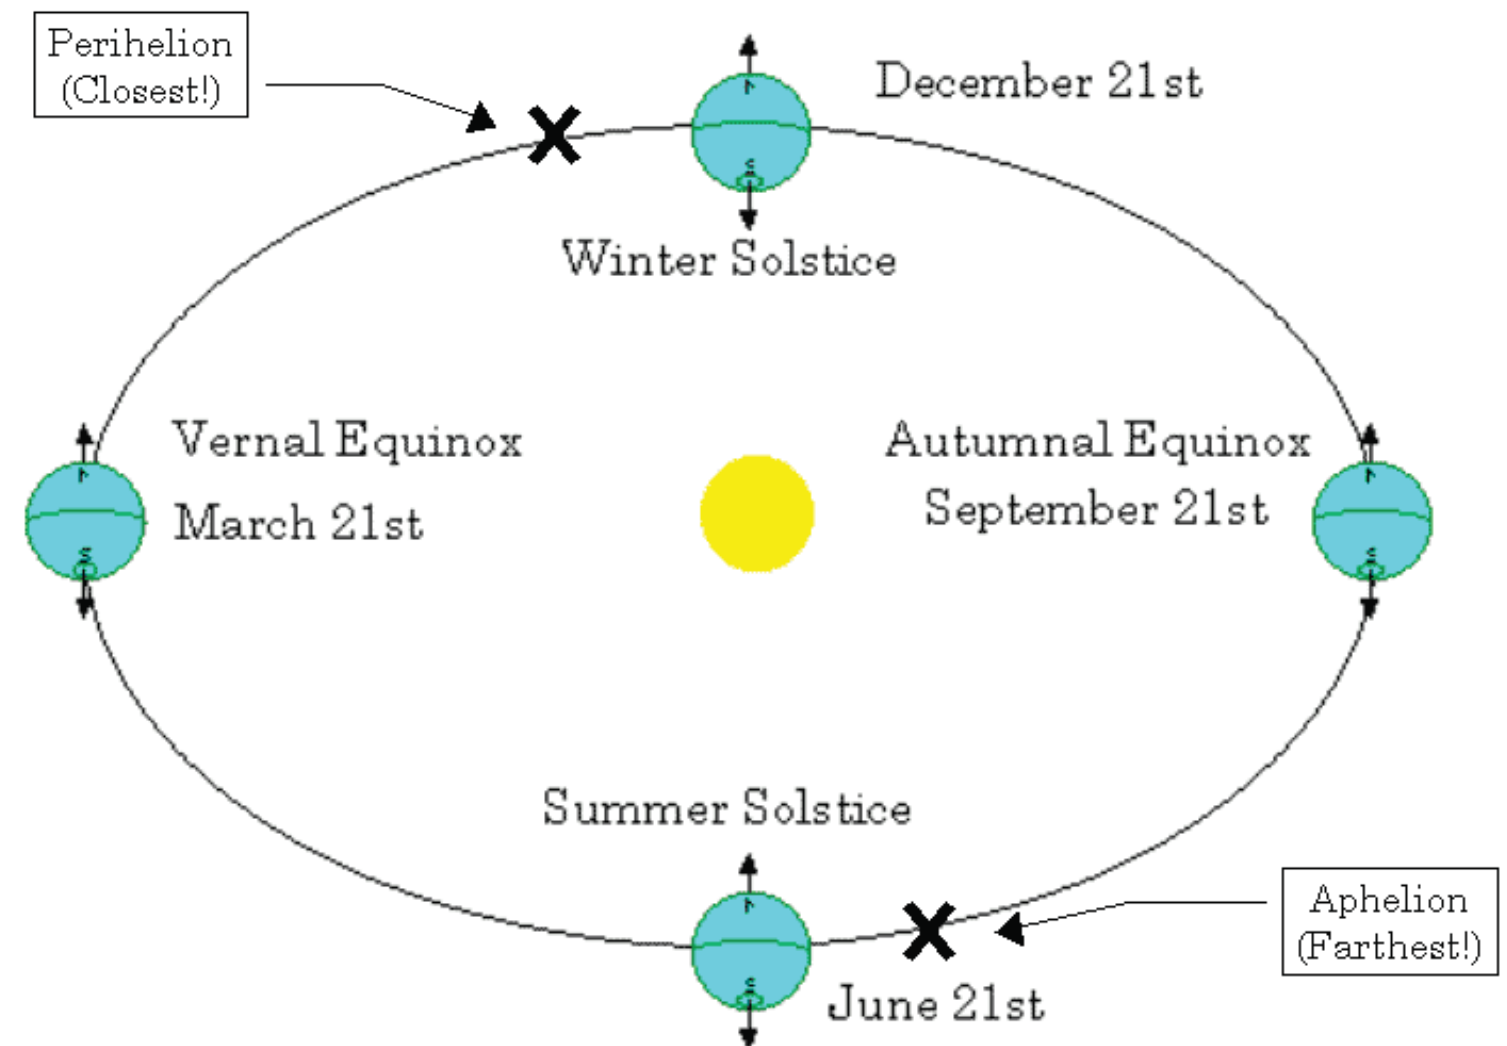 Perihelion
(Closest!)
December 21st
Winter Solstice
Vernal Equinox
March 21st
Autumnal Equinox
September 21st
Summer Solstice
Aphelion
(Farthest!)
June 21st